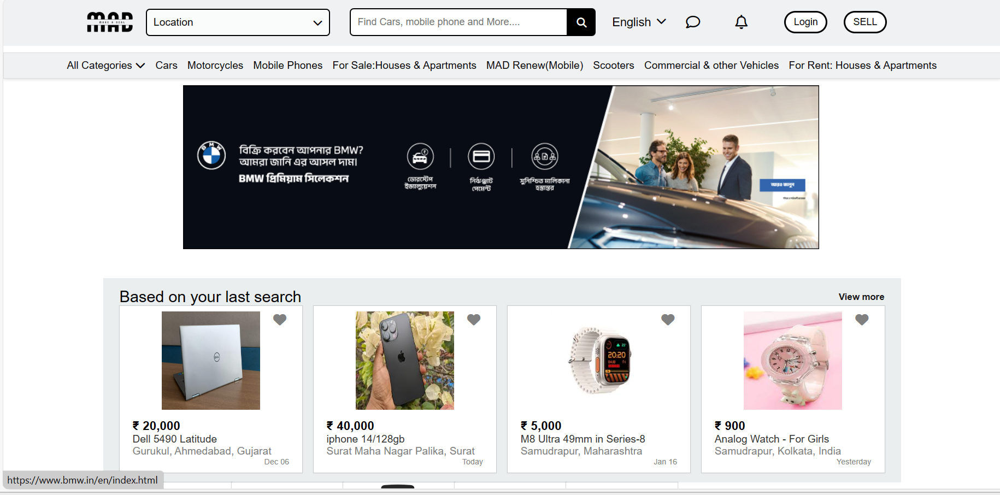 MAD
MAKE A DEAL
Location
Find Cars, mobile phone and More....
English
Login
SELL
All Categories
Cars
Motorcycles
Mobile Phones
For Sale:Houses & Apartments
MAD Renew(Mobile)
Scooters
Commercial & other Vehicles
For Rent: Houses & Apartments
BMW
বিক্রি করবেন আপনার BMW?
আমরা জানি এর আসল দাম।
BMW প্রিমিয়াম সিলেকশন
ডোরস্টেপ
ইভ্যালুয়েশন
নির্ঝঞ্ঝাট
পেমেন্ট
সুনিশ্চিত মালিকানা
হস্তান্তর
আরও জানুন
Based on your last search
View more
₹ 20,000
Dell 5490 Latitude
Gurukul, Ahmedabad, Gujarat
Dec 06
₹ 40,000
iphone 14/128gb
Surat Maha Nagar Palika, Surat
Today
20:20
₹ 5,000
M8 Ultra 49mm in Series-8
Samudrapur, Maharashtra
Jan 16
₹ 900
Analog Watch - For Girls
Samudrapur, Kolkata, India
Yesterday
https://www.bmw.in/en/index.html